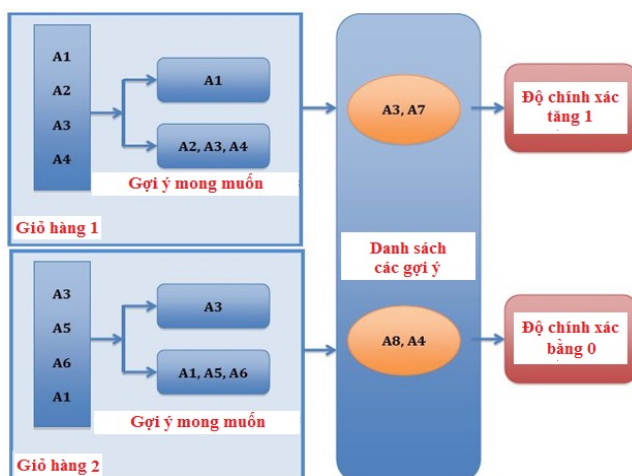 A1
A2
A3
A4
A1
A2, A3, A4
Gợi ý mong muốn
Giỏ hàng 1
A3, A7
Độ chính xác
tăng 1
Danh sách
các gợi ý
A3
A5
A6
A1
A3
A1, A5, A6
Gợi ý mong muốn
Giỏ hàng 2
A8, A4
Độ chính xác
bằng 0